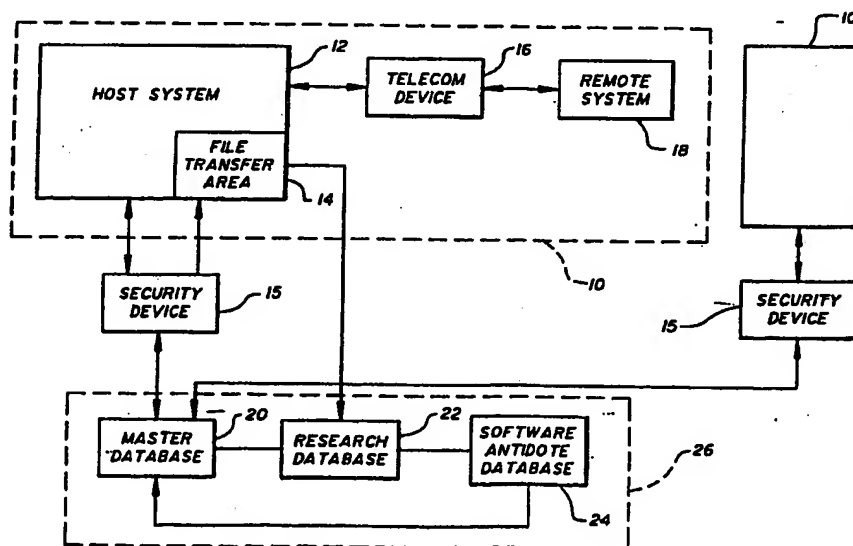 12
HOST SYSTEM
FILE
TRANSFER
AREA
14
TELECOM
DEVICE
16
REMOTE
SYSTEM
18
10
10
SECURITY
DEVICE
15
SECURITY
DEVICE
15
MASTER
DATABASE
20
RESEARCH
DATABASE
22
SOFTWARE
ANTIDOTE
DATABASE
24
26